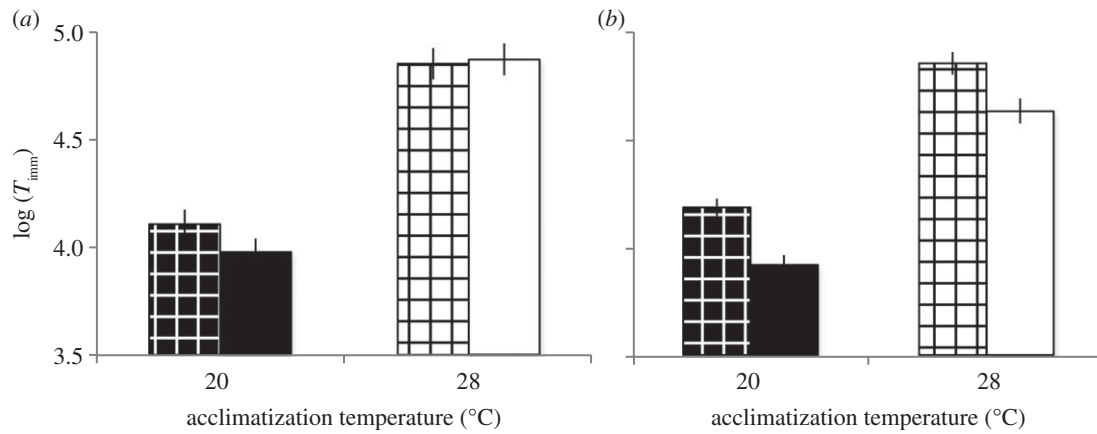 (a)
(b)
5.0
4.5
4.0
3.5
log (T_imm)
20
28
20
28
acclimatization temperature (°C)
acclimatization temperature (°C)